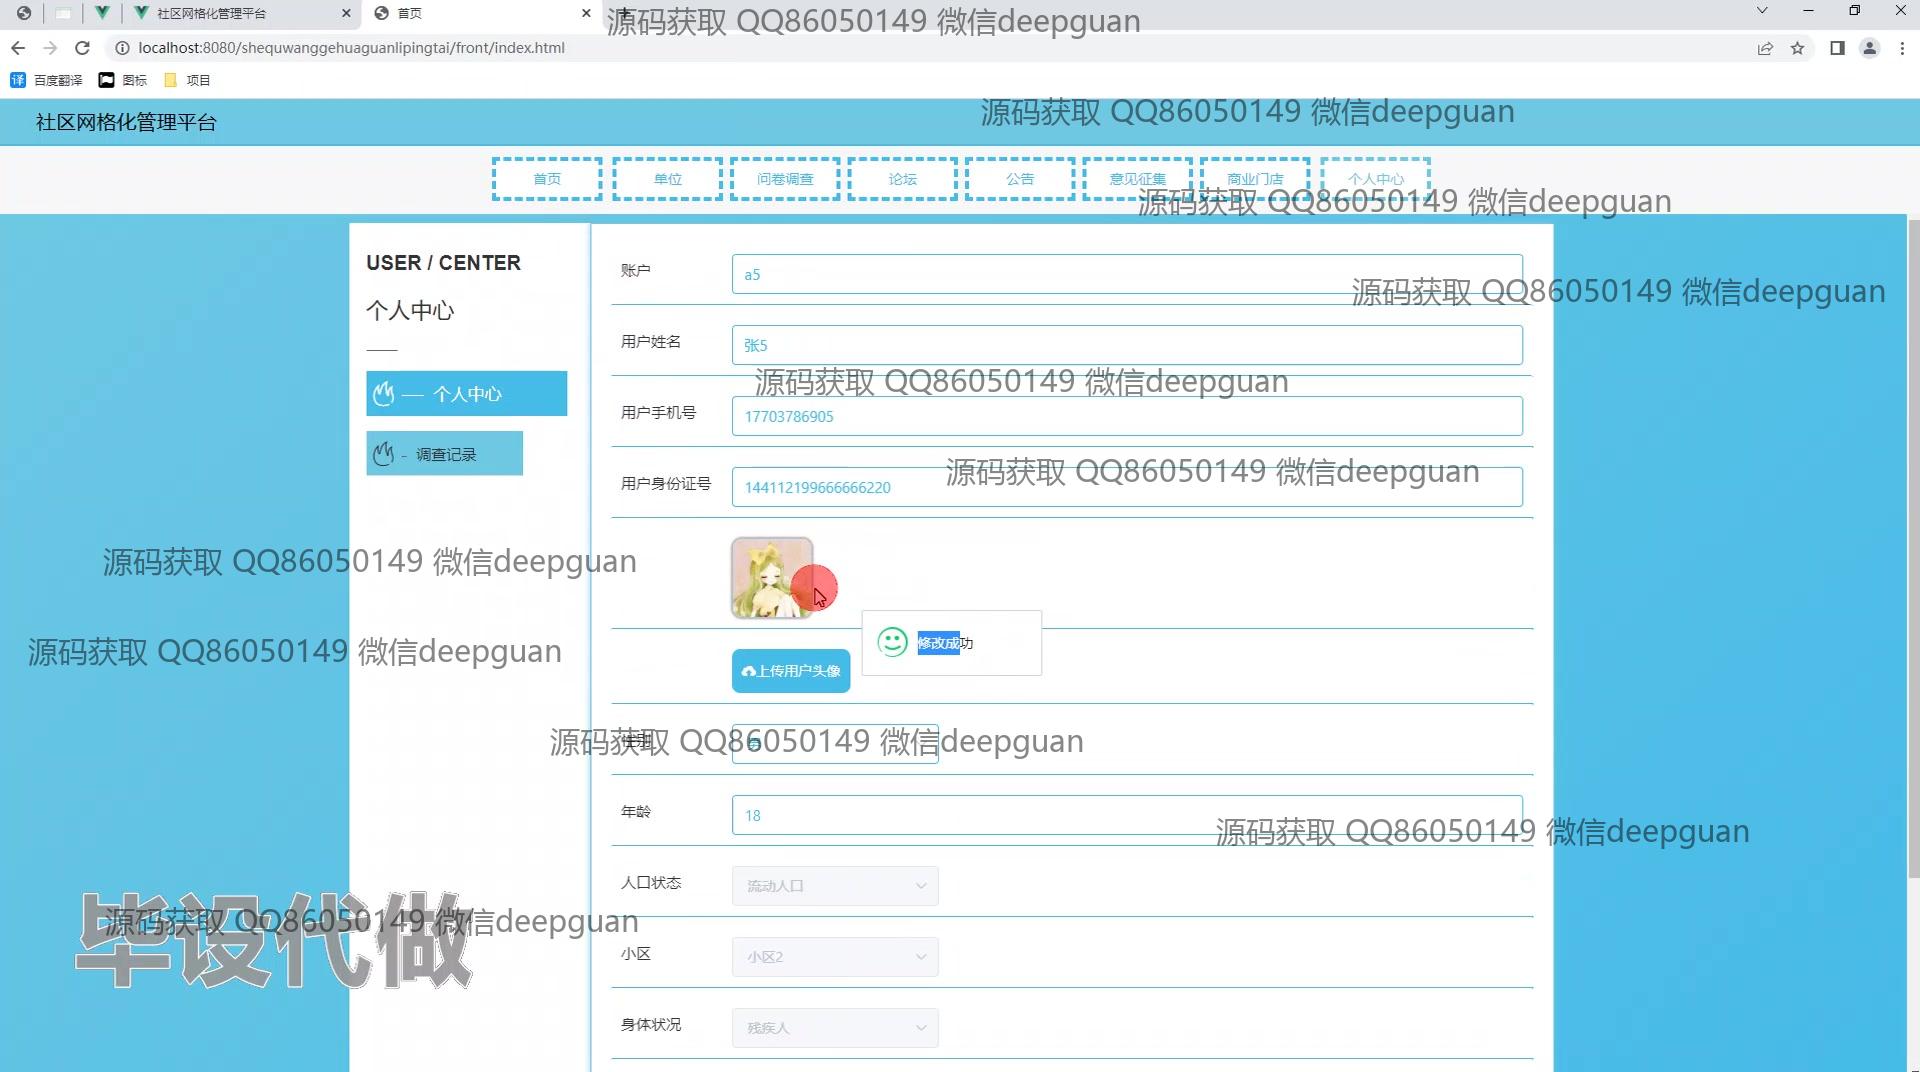 社区网格化管理平台
首页
源码获取 QQ86050149 微信deepguan
localhost:8080/shequwanggehuaguanlipingtai/front/index.html
译 百度翻译 图标 项目
社区网格化管理平台
源码获取 QQ86050149 微信deepguan
首页 单位 问卷调查 论坛 公告 意见征集 商业门店 个人中心
源码获取 QQ86050149 微信deepguan
USER / CENTER
个人中心
个人中心
调查记录
账户 a5
源码获取 QQ86050149 微信deepguan
用户姓名 张5
源码获取 QQ86050149 微信deepguan
用户手机号 17703786905
用户身份证号 144112199666666220
源码获取 QQ86050149 微信deepguan
源码获取 QQ86050149 微信deepguan
修改成功
源码获取 QQ86050149 微信deepguan
上传用户头像
性别
源码获取 QQ86050149 微信deepguan
年龄 18
源码获取 QQ86050149 微信deepguan
人口状态 流动人口
源码获取 QQ86050149 微信deepguan
毕设代做
小区 小区2
身体状况 残疾人